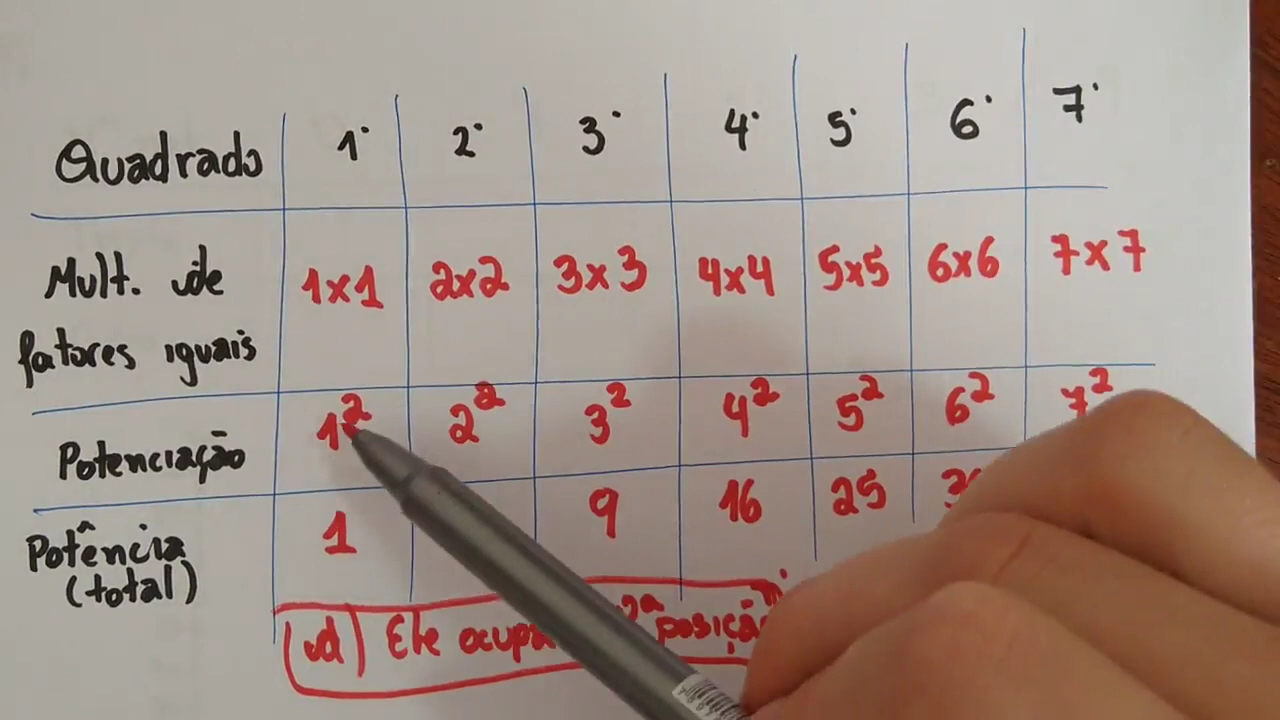 Quadrado 1° 2° 3° 4° 5° 6° 7°
Mult. de fatores iguais 1x1 2x2 3x3 4x4 5x5 6x6 7x7
Potenciação 1² 2² 3² 4² 5² 6² 7²
Potência (total) 1 9 16 25
d) Ele posição